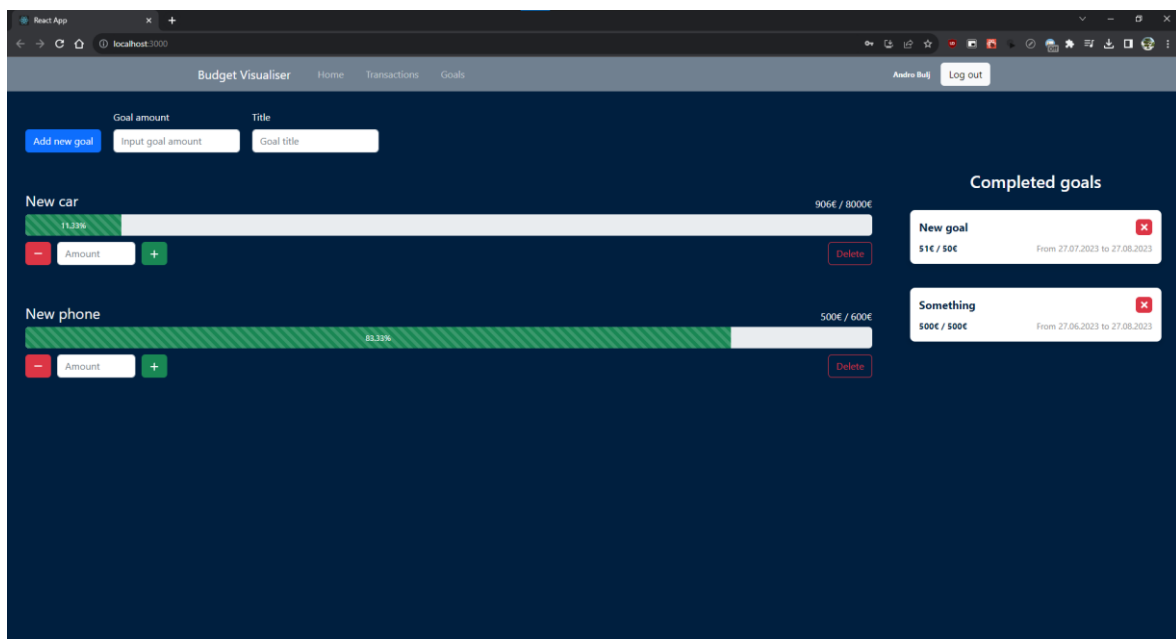 React App
localhost:3000
Budget Visualiser Home Transactions Goals Andro Bulj Log out
Goal amount Title
Add new goal Input goal amount Goal title
Completed goals
New car 906€ / 8000€
11.33%
− Amount + Delete
New goal
51€ / 50€ From 27.07.2023 to 27.08.2023
New phone 500€ / 600€
83.33%
− Amount + Delete
Something
500€ / 500€ From 27.06.2023 to 27.08.2023